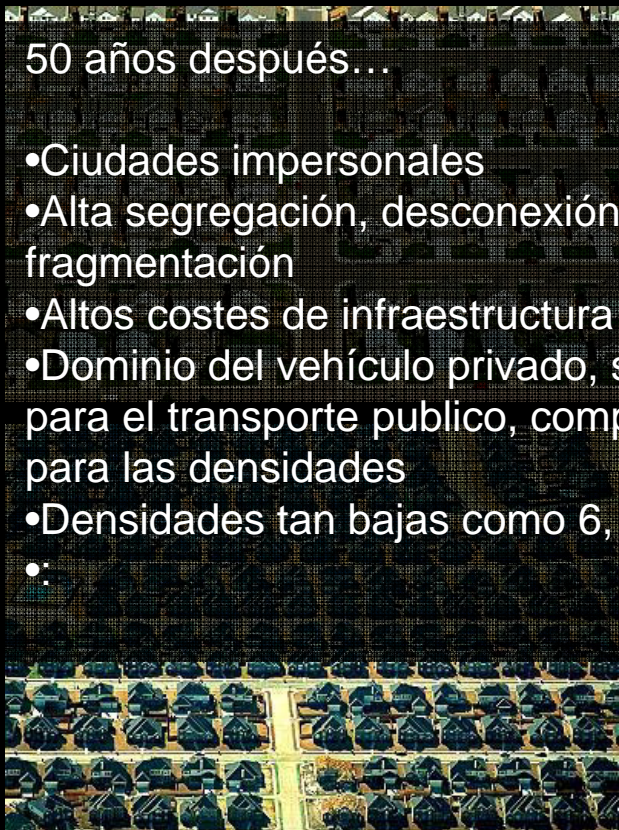 50 años después…
•Ciudades impersonales
•Alta segregación, desconexión
fragmentación
•Altos costes de infraestructura
•Dominio del vehículo privado,
para el transporte publico,
para las densidades
•Densidades tan bajas como 6,
•: